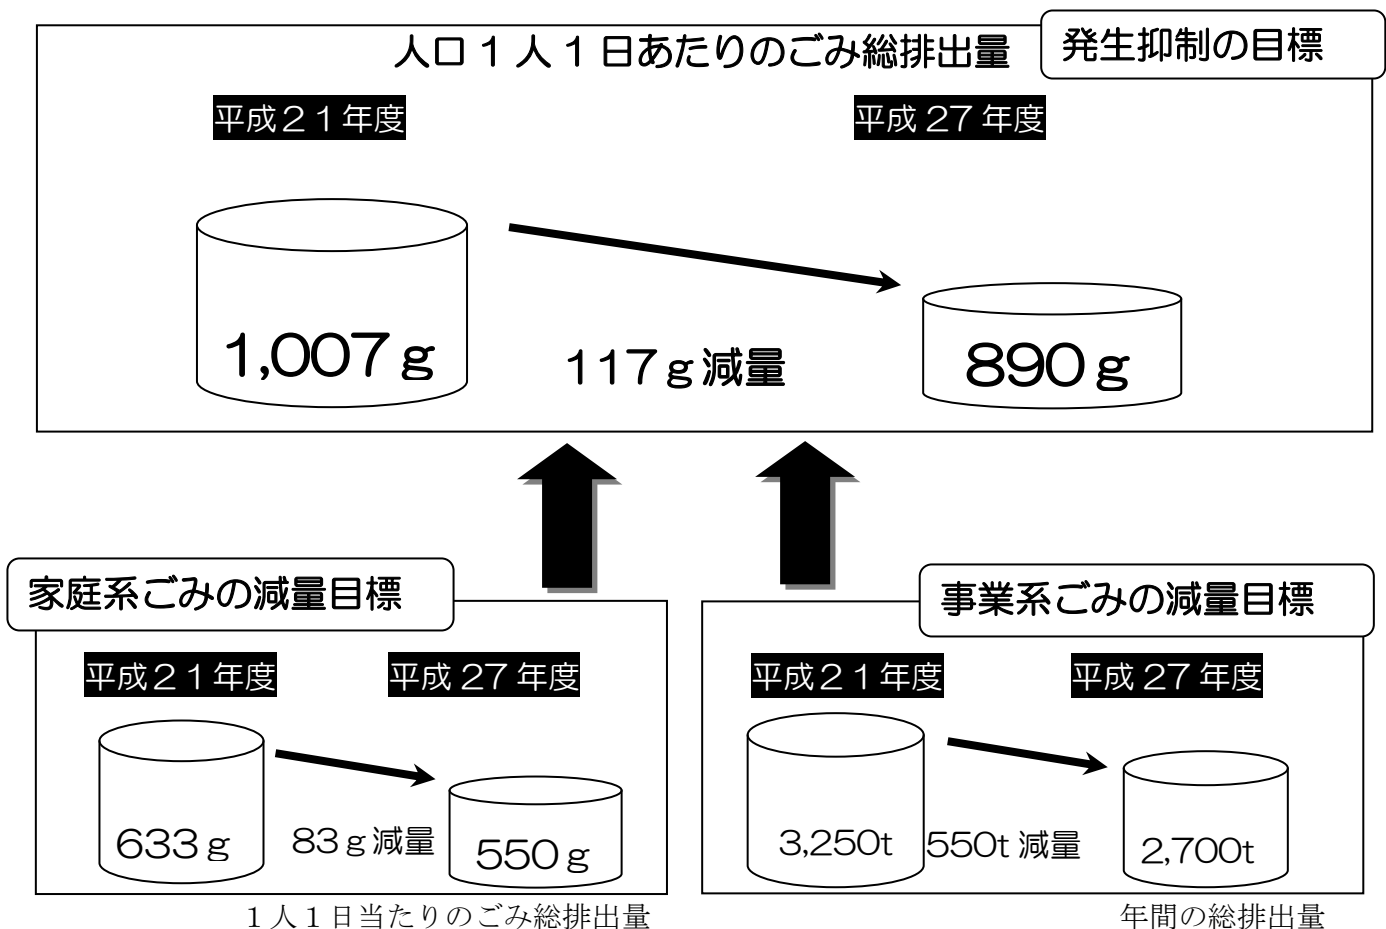 発生抑制の目標
人口１人１日あたりのごみ総排出量
平成２１年度
平成 27 年度
1,007ｇ
117ｇ減量
890ｇ
家庭系ごみの減量目標
平成２１年度
平成 27 年度
633ｇ
83ｇ減量
550ｇ
１人１日当たりのごみ総排出量
事業系ごみの減量目標
平成２１年度
平成 27 年度
3,250t
550t 減量
2,700t
年間の総排出量